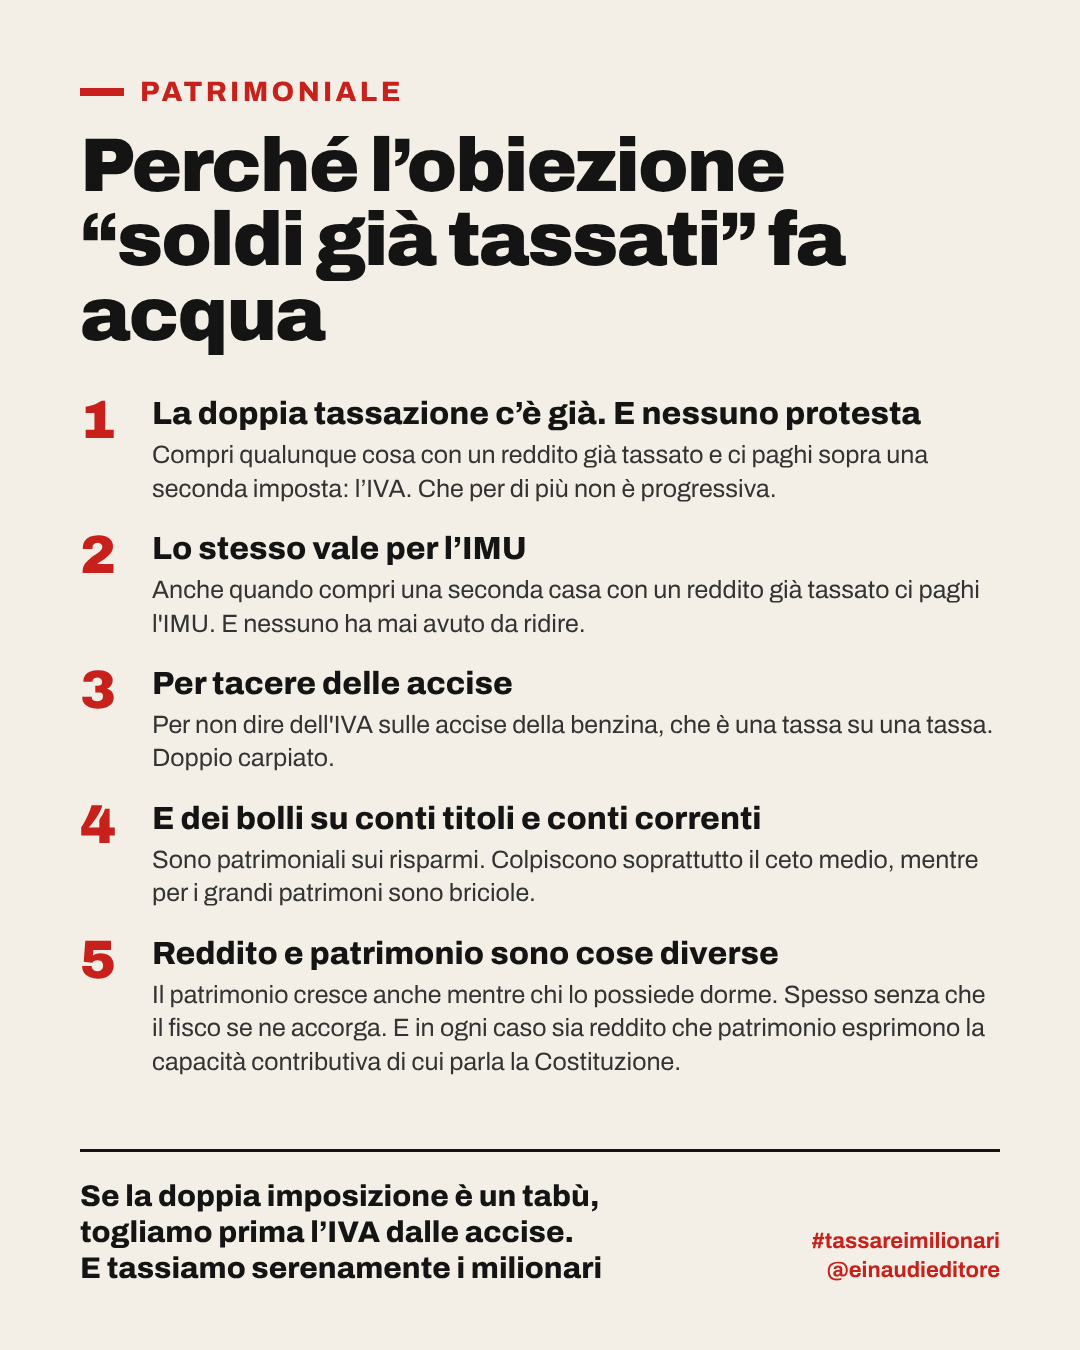 PATRIMONIALE
Perché l’obiezione
“soldi già tassati” fa
acqua
1
La doppia tassazione c’è già. E nessuno protesta
Compri qualunque cosa con un reddito già tassato e ci paghi sopra una
seconda imposta: l’IVA. Che per di più non è progressiva.
2
Lo stesso vale per l’IMU
Anche quando compri una seconda casa con un reddito già tassato ci paghi
l'IMU. E nessuno ha mai avuto da ridire.
3
Per tacere delle accise
Per non dire dell'IVA sulle accise della benzina, che è una tassa su una tassa.
Doppio carpiato.
4
E dei bolli su conti titoli e conti correnti
Sono patrimoniali sui risparmi. Colpiscono soprattutto il ceto medio, mentre
per i grandi patrimoni sono briciole.
5
Reddito e patrimonio sono cose diverse
Il patrimonio cresce anche mentre chi lo possiede dorme. Spesso senza che
il fisco se ne accorga. E in ogni caso sia reddito che patrimonio esprimono la
capacità contributiva di cui parla la Costituzione.
Se la doppia imposizione è un tabù,
togliamo prima l’IVA dalle accise.
E tassiamo serenamente i milionari
#tassareimilionari
@einaudieditore